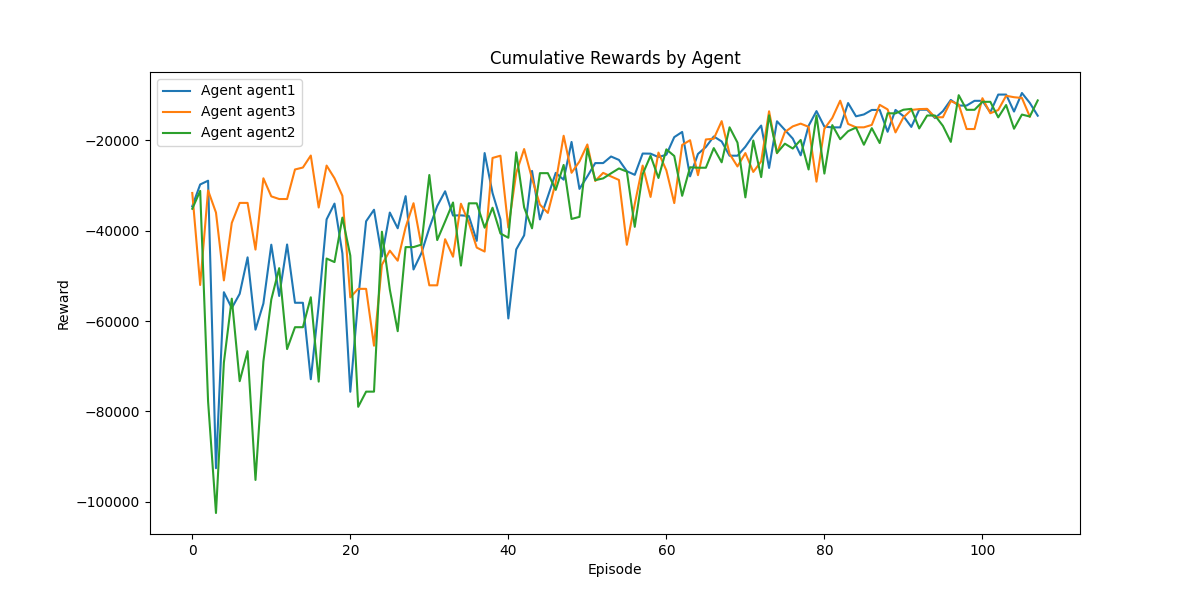 Cumulative Rewards by Agent
Agent agent1
Agent agent3
Agent agent2
−20000
−40000
−60000
−80000
−100000
Reward
0 20 40 60 80 100
Episode